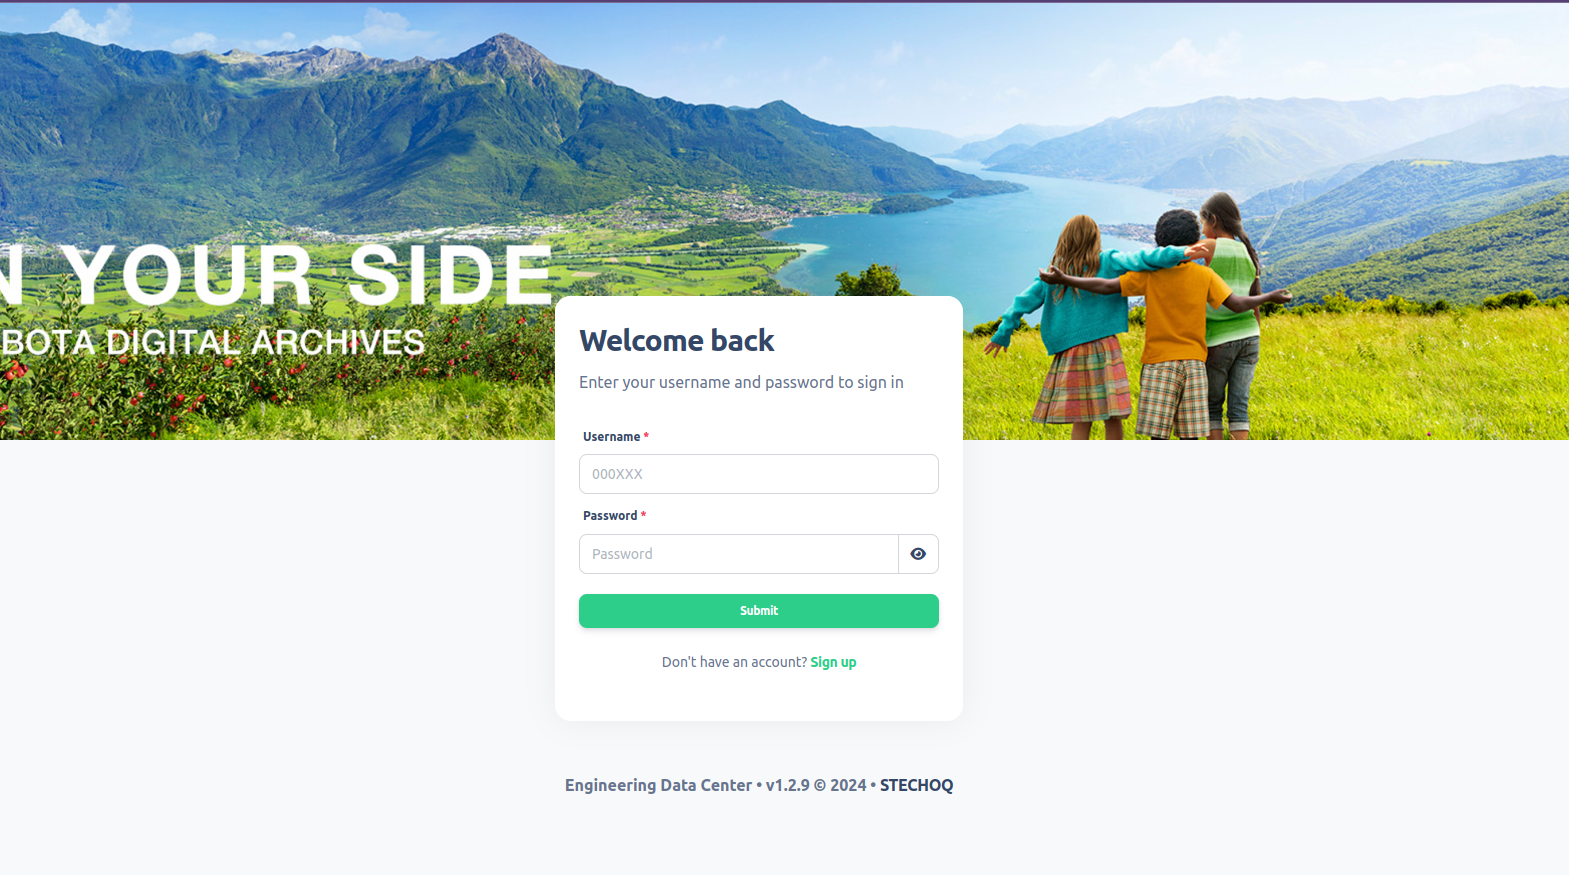 N YOUR SIDE
BOTA DIGITAL ARCHIVES
Welcome back
Enter your username and password to sign in
Username *
000XXX
Password *
Password
Submit
Don't have an account? Sign up
Engineering Data Center • v1.2.9 © 2024 • STECHOQ